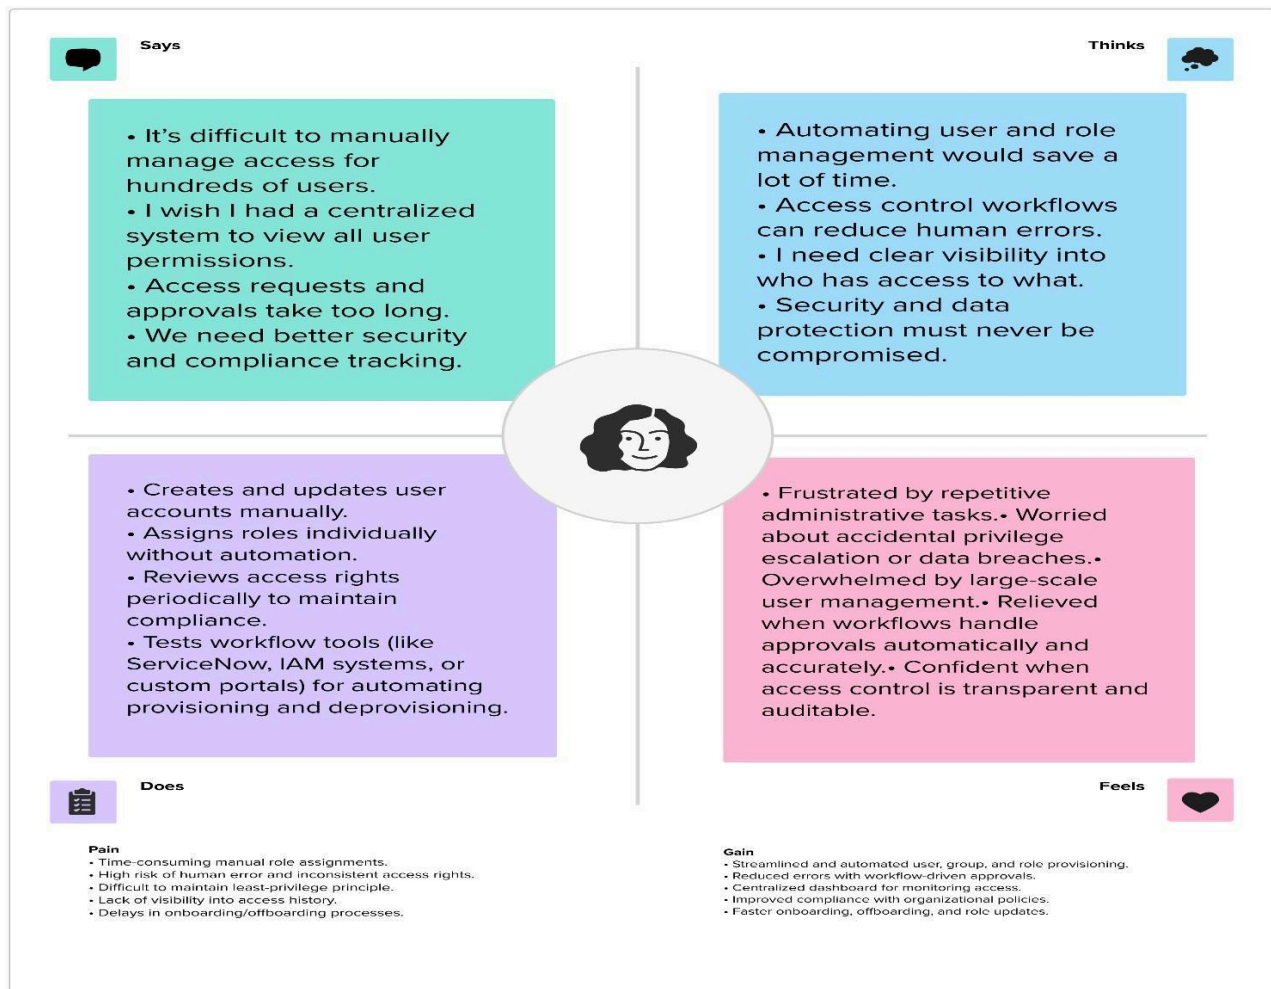 Says
• It’s difficult to manually
manage access for
hundreds of users.
• I wish I had a centralized
system to view all user
permissions.
• Access requests and
approvals take too long.
• We need better security
and compliance tracking.
Thinks
• Automating user and role
management would save a
lot of time.
• Access control workflows
can reduce human errors.
• I need clear visibility into
who has access to what.
• Security and data
protection must never be
compromised.
• Creates and updates user
accounts manually.
• Assigns roles individually
without automation.
• Reviews access rights
periodically to maintain
compliance.
• Tests workflow tools (like
ServiceNow, IAM systems, or
custom portals) for automating
provisioning and deprovisioning.
Does
• Frustrated by repetitive
administrative tasks.• Worried
about accidental privilege
escalation or data breaches.•
Overwhelmed by large-scale
user management.• Relieved
when workflows handle
approvals automatically and
accurately.• Confident when
access control is transparent and
auditable.
Feels
Pain
• Time-consuming manual role assignments.
• High risk of human error and inconsistent access rights.
• Difficult to maintain least-privilege principle.
• Lack of visibility into access history.
• Delays in onboarding/offboarding processes.
Gain
• Streamlined and automated user, group, and role provisioning.
• Reduced errors with workflow-driven approvals.
• Centralized dashboard for monitoring access.
• Improved compliance with organizational policies.
• Faster onboarding, offboarding, and role updates.